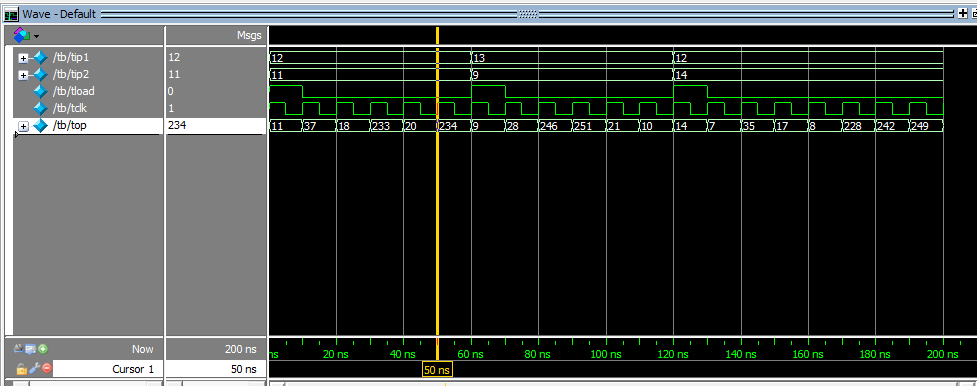 Wave - Default
Msgs
/tb/tip1 12 12 13 12
/tb/tip2 11 11 9 14
/tb/tload 0
/tb/tclk 1
/tb/top 234 11 37 18 233 20 234 9 28 246 251 21 10 14 7 35 17 8 228 242 249
Now 200 ns ns 20 ns 40 ns 60 ns 80 ns 100 ns 120 ns 140 ns 160 ns 180 ns 200 ns
Cursor 1 50 ns 50 ns